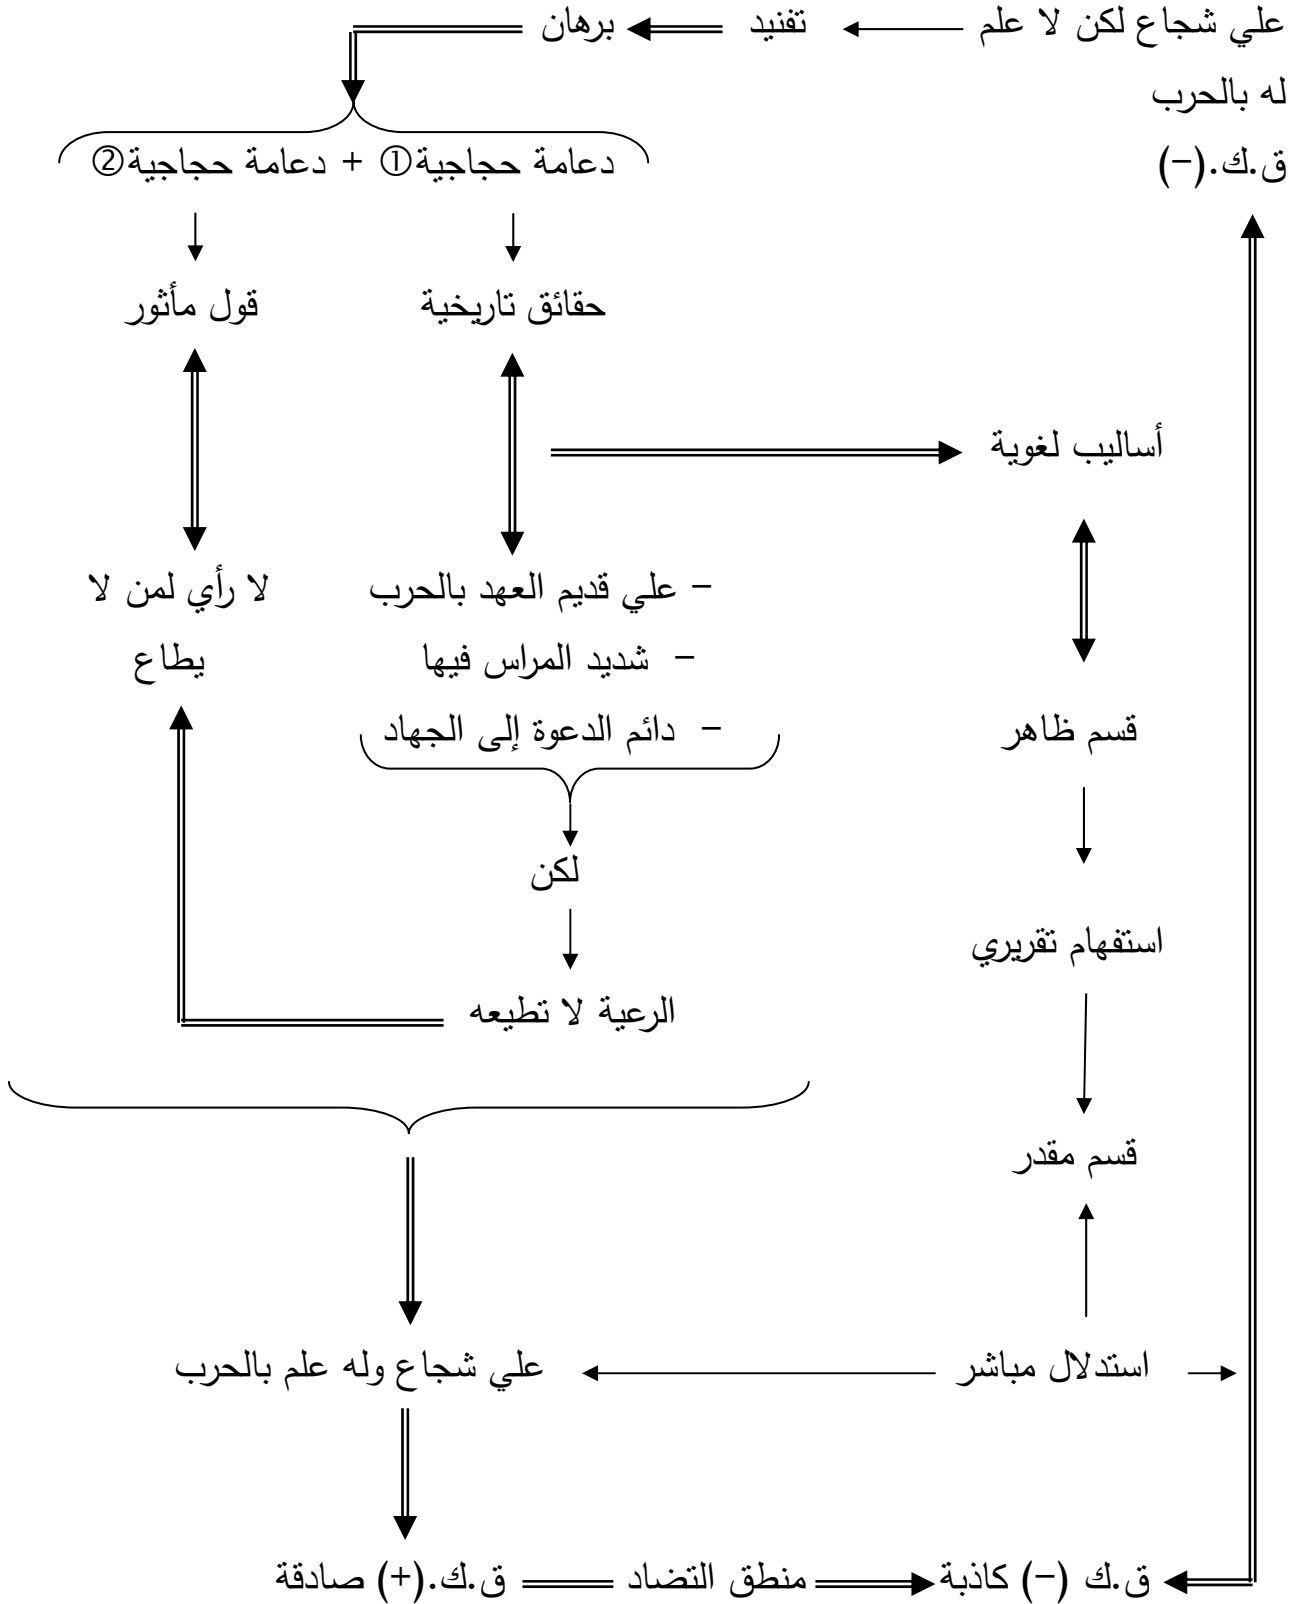 علي شجاع لكن لا علم تفنيد برهان
له بالحرب
ق.ك.(-)
دعامة حجاجية① + دعامة حجاجية②
حقائق تاريخية قول مأثور
أساليب لغوية
- علي قديم العهد بالحرب لا رأي لمن لا
- شديد المراس فيها يطاع
- دائم الدعوة إلى الجهاد قسم ظاهر
لكن
استفهام تقريري
الرعية لا تطيعه
قسم مقدر
استدلال مباشر علي شجاع وله علم بالحرب
ق.ك (-) كاذبة منطق التضاد ق.ك.(+) صادقة